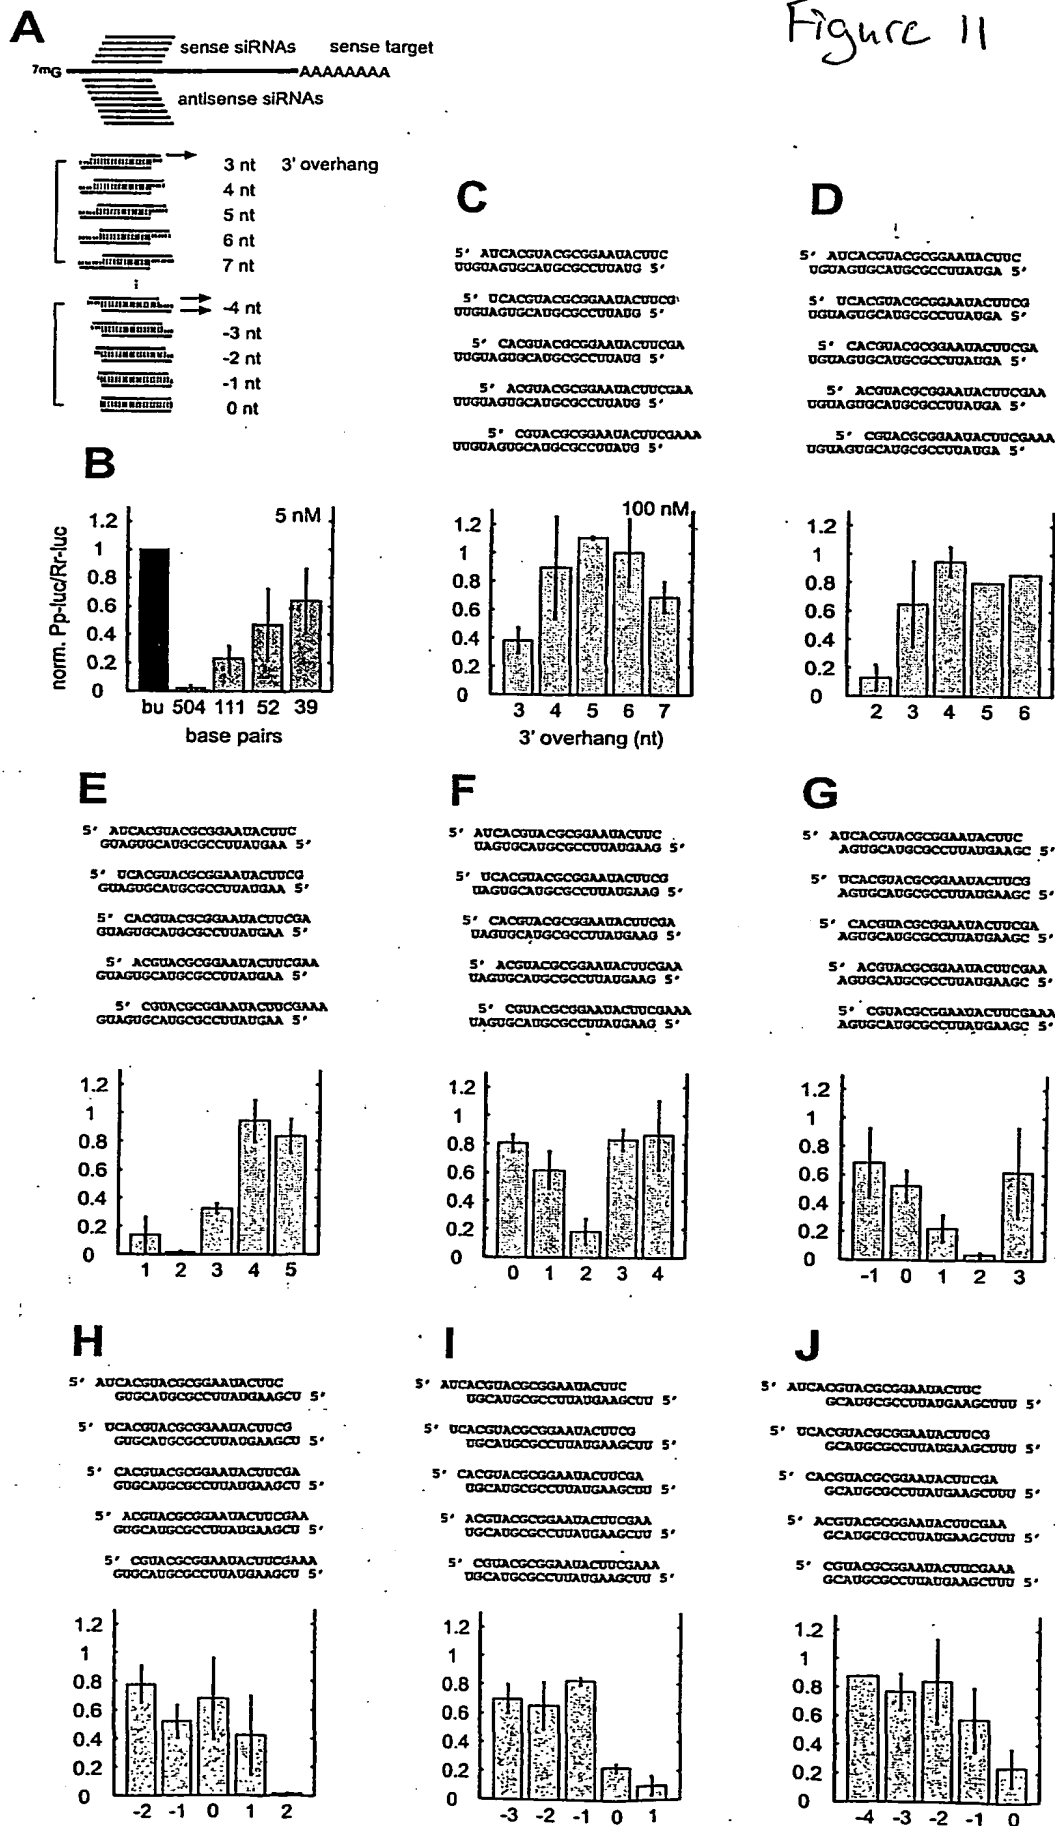 Figure 11
A
sense siRNAs sense target
7mG AAAAAAAA
antisense siRNAs
3 nt 3' overhang
4 nt
5 nt
6 nt
7 nt
-4 nt
-3 nt
-2 nt
-1 nt
0 nt
B
norm. Pp-luc/Rr-luc
5 nM
1.2
1
0.8
0.6
0.4
0.2
0
bu 504 111 52 39
base pairs
C
5' AUCACGUACGCGGAAUACUUC
UUGUAGUGCAUGCGCCUUAUG 5'
5' UCACGUACGCGGAAUACUUCG
UUGUAGUGCAUGCGCCUUAUG 5'
5' CACGUACGCGGAAUACUUCGA
UUGUAGUGCAUGCGCCUUAUG 5'
5' ACGUACGCGGAAUACUUCGAA
UUGUAGUGCAUGCGCCUUAUG 5'
5' CGUACGCGGAAUACUUCGAAA
UUGUAGUGCAUGCGCCUUAUG 5'
100 nM
1.2
1
0.8
0.6
0.4
0.2
0
3 4 5 6 7
3' overhang (nt)
D
5' AUCACGUACGCGGAAUACUUC
UGUAGUGCAUGCGCCUUAUGA 5'
5' UCACGUACGCGGAAUACUUCG
UGUAGUGCAUGCGCCUUAUGA 5'
5' CACGUACGCGGAAUACUUCGA
UGUAGUGCAUGCGCCUUAUGA 5'
5' ACGUACGCGGAAUACUUCGAA
UGUAGUGCAUGCGCCUUAUGA 5'
5' CGUACGCGGAAUACUUCGAAA
UGUAGUGCAUGCGCCUUAUGA 5'
1.2
1
0.8
0.6
0.4
0.2
0
2 3 4 5 6
E
5' AUCACGUACGCGGAAUACUUC
GUAGUGCAUGCGCCUUAUGAA 5'
5' UCACGUACGCGGAAUACUUCG
GUAGUGCAUGCGCCUUAUGAA 5'
5' CACGUACGCGGAAUACUUCGA
GUAGUGCAUGCGCCUUAUGAA 5'
5' ACGUACGCGGAAUACUUCGAA
GUAGUGCAUGCGCCUUAUGAA 5'
5' CGUACGCGGAAUACUUCGAAA
GUAGUGCAUGCGCCUUAUGAA 5'
1.2
1
0.8
0.6
0.4
0.2
0
1 2 3 4 5
F
5' AUCACGUACGCGGAAUACUUC
UAGUGCAUGCGCCUUAUGAAG 5'
5' UCACGUACGCGGAAUACUUCG
UAGUGCAUGCGCCUUAUGAAG 5'
5' CACGUACGCGGAAUACUUCGA
UAGUGCAUGCGCCUUAUGAAG 5'
5' ACGUACGCGGAAUACUUCGAA
UAGUGCAUGCGCCUUAUGAAG 5'
5' CGUACGCGGAAUACUUCGAAA
UAGUGCAUGCGCCUUAUGAAG 5'
1.2
1
0.8
0.6
0.4
0.2
0
0 1 2 3 4
G
5' AUCACGUACGCGGAAUACUUC
AGUGCAUGCGCCUUAUGAAGC 5'
5' UCACGUACGCGGAAUACUUCG
AGUGCAUGCGCCUUAUGAAGC 5'
5' CACGUACGCGGAAUACUUCGA
AGUGCAUGCGCCUUAUGAAGC 5'
5' ACGUACGCGGAAUACUUCGAA
AGUGCAUGCGCCUUAUGAAGC 5'
5' CGUACGCGGAAUACUUCGAAA
AGUGCAUGCGCCUUAUGAAGC 5'
1.2
1
0.8
0.6
0.4
0.2
0
-1 0 1 2 3
H
5' AUCACGUACGCGGAAUACUUC
GUGCAUGCGCCUUAUGAAGCU 5'
5' UCACGUACGCGGAAUACUUCG
GUGCAUGCGCCUUAUGAAGCU 5'
5' CACGUACGCGGAAUACUUCGA
GUGCAUGCGCCUUAUGAAGCU 5'
5' ACGUACGCGGAAUACUUCGAA
GUGCAUGCGCCUUAUGAAGCU 5'
5' CGUACGCGGAAUACUUCGAAA
GUGCAUGCGCCUUAUGAAGCU 5'
1.2
1
0.8
0.6
0.4
0.2
0
-2 -1 0 1 2
I
5' AUCACGUACGCGGAAUACUUC
UGCAUGCGCCUUAUGAAGCUU 5'
5' UCACGUACGCGGAAUACUUCG
UGCAUGCGCCUUAUGAAGCUU 5'
5' CACGUACGCGGAAUACUUCGA
UGCAUGCGCCUUAUGAAGCUU 5'
5' ACGUACGCGGAAUACUUCGAA
UGCAUGCGCCUUAUGAAGCUU 5'
5' CGUACGCGGAAUACUUCGAAA
UGCAUGCGCCUUAUGAAGCUU 5'
1.2
1
0.8
0.6
0.4
0.2
0
-3 -2 -1 0 1
J
5' AUCACGUACGCGGAAUACUUC
GCAUGCGCCUUAUGAAGCUUU 5'
5' UCACGUACGCGGAAUACUUCG
GCAUGCGCCUUAUGAAGCUUU 5'
5' CACGUACGCGGAAUACUUCGA
GCAUGCGCCUUAUGAAGCUUU 5'
5' ACGUACGCGGAAUACUUCGAA
GCAUGCGCCUUAUGAAGCUUU 5'
5' CGUACGCGGAAUACUUCGAAA
GCAUGCGCCUUAUGAAGCUUU 5'
1.2
1
0.8
0.6
0.4
0.2
0
-4 -3 -2 -1 0